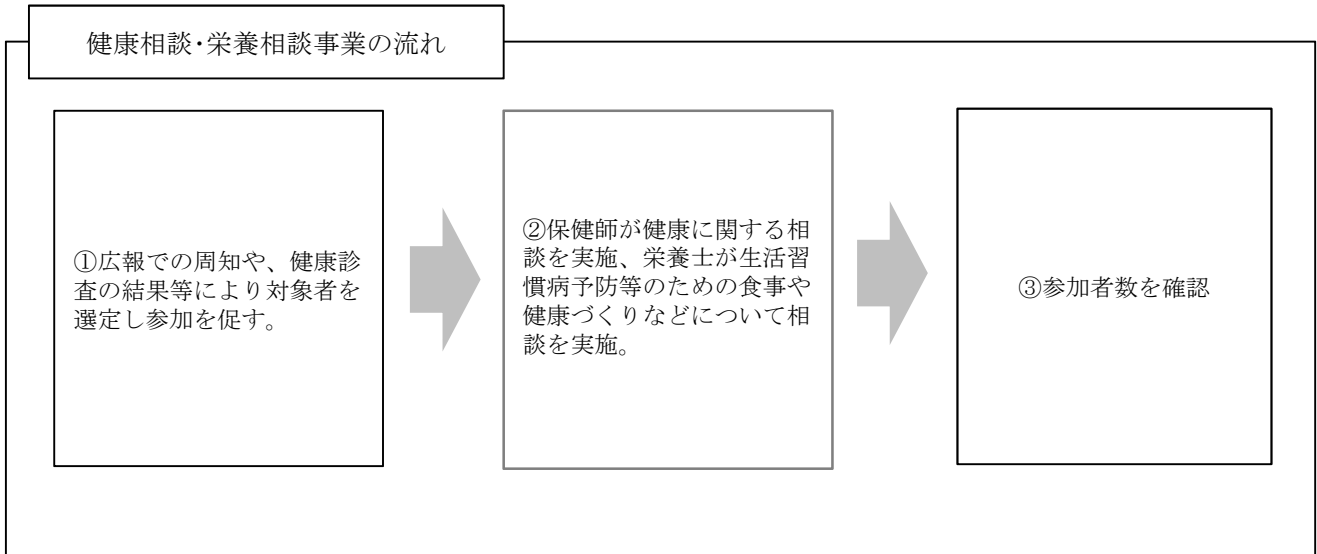 健康相談・栄養相談事業の流れ
①広報での周知や、健康診
査の結果等により対象者を
選定し参加を促す。
②保健師が健康に関する相
談を実施、栄養士が生活習
慣病予防等のための食事や
健康づくりなどについて相
談を実施。
③参加者数を確認